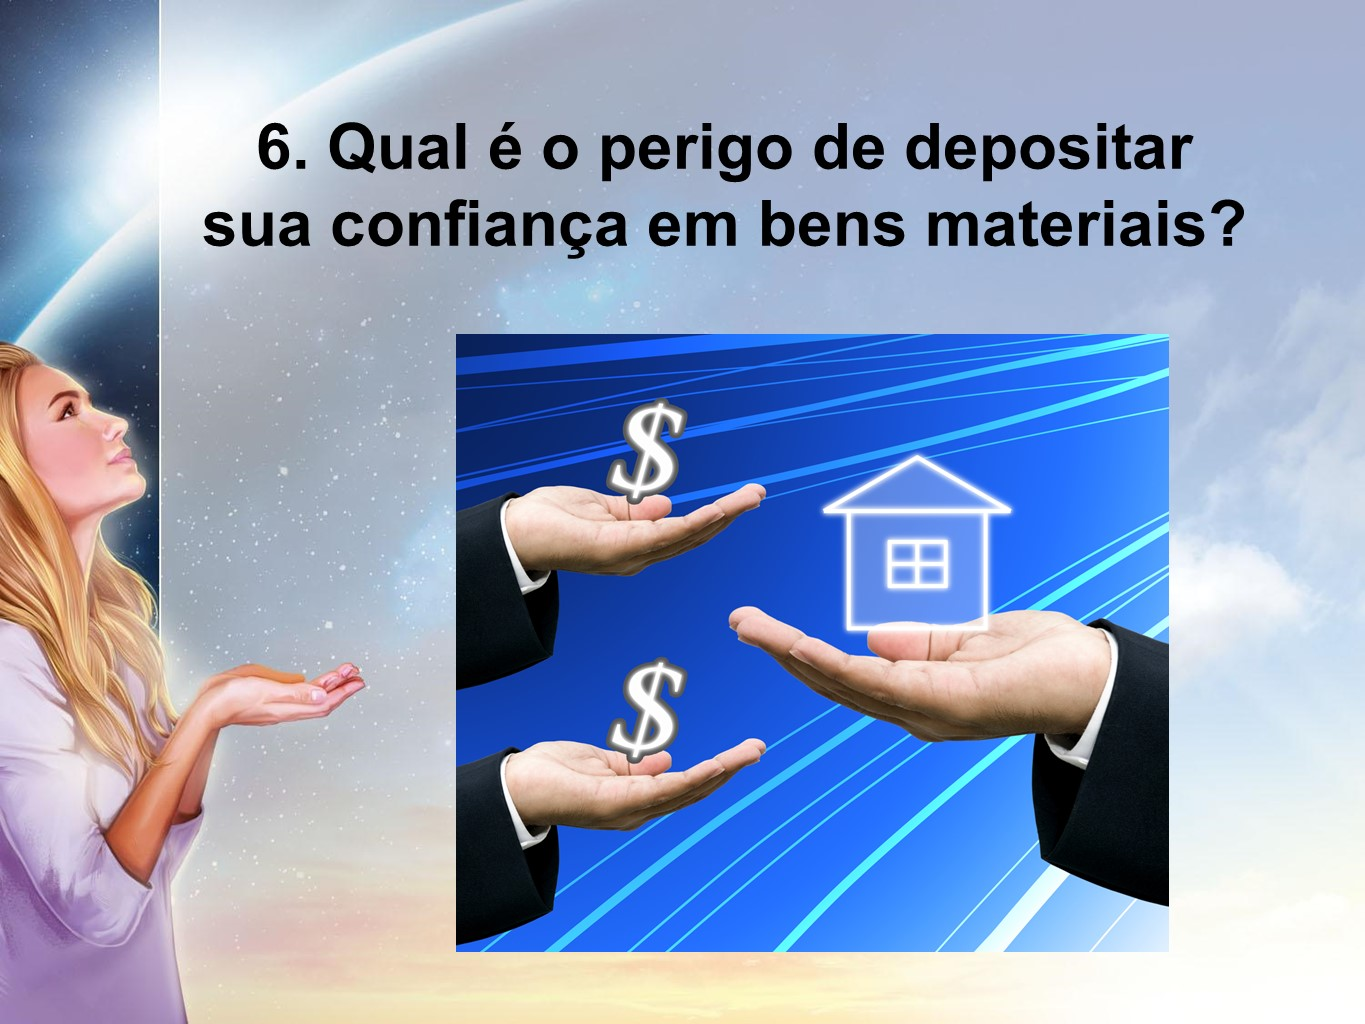 6. Qual é o perigo de depositar
sua confiança em bens materiais?
$
$